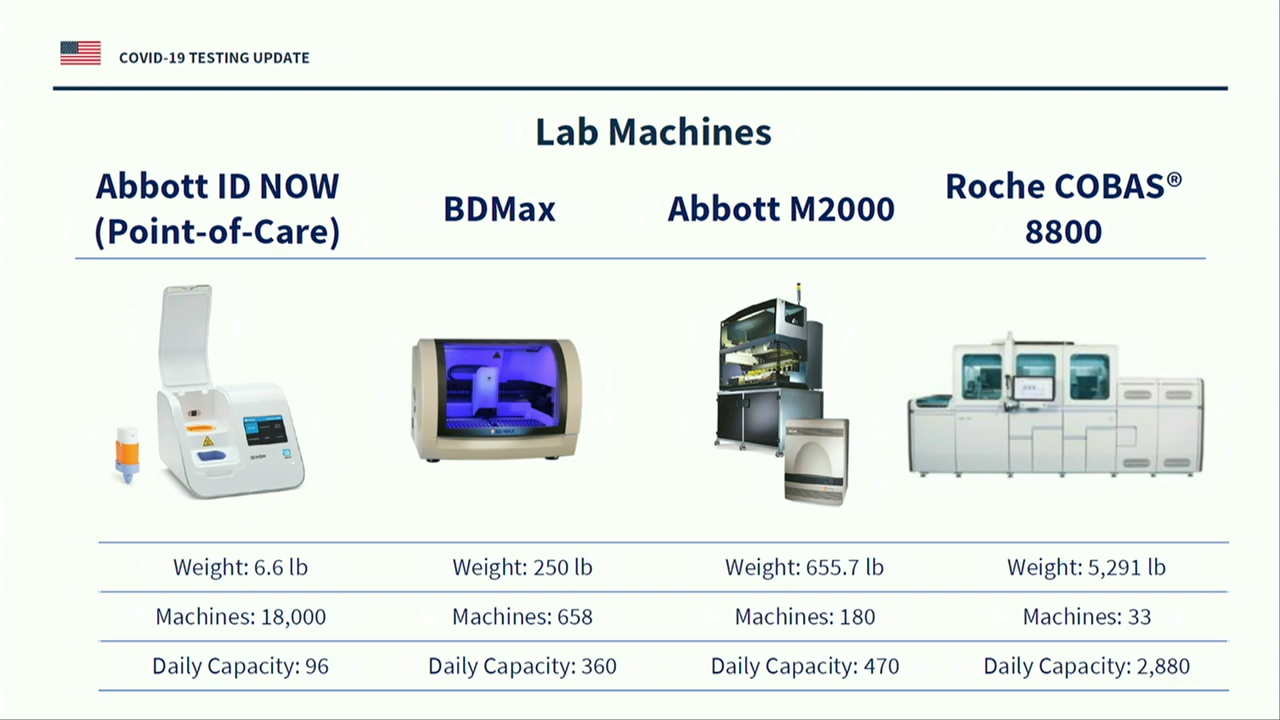 COVID-19 TESTING UPDATE
Lab Machines
Abbott ID NOW
(Point-of-Care)
BDMax
Abbott M2000
Roche COBAS®
8800
Weight: 6.6 lb
Weight: 250 lb
Weight: 655.7 lb
Weight: 5,291 lb
Machines: 18,000
Machines: 658
Machines: 180
Machines: 33
Daily Capacity: 96
Daily Capacity: 360
Daily Capacity: 470
Daily Capacity: 2,880